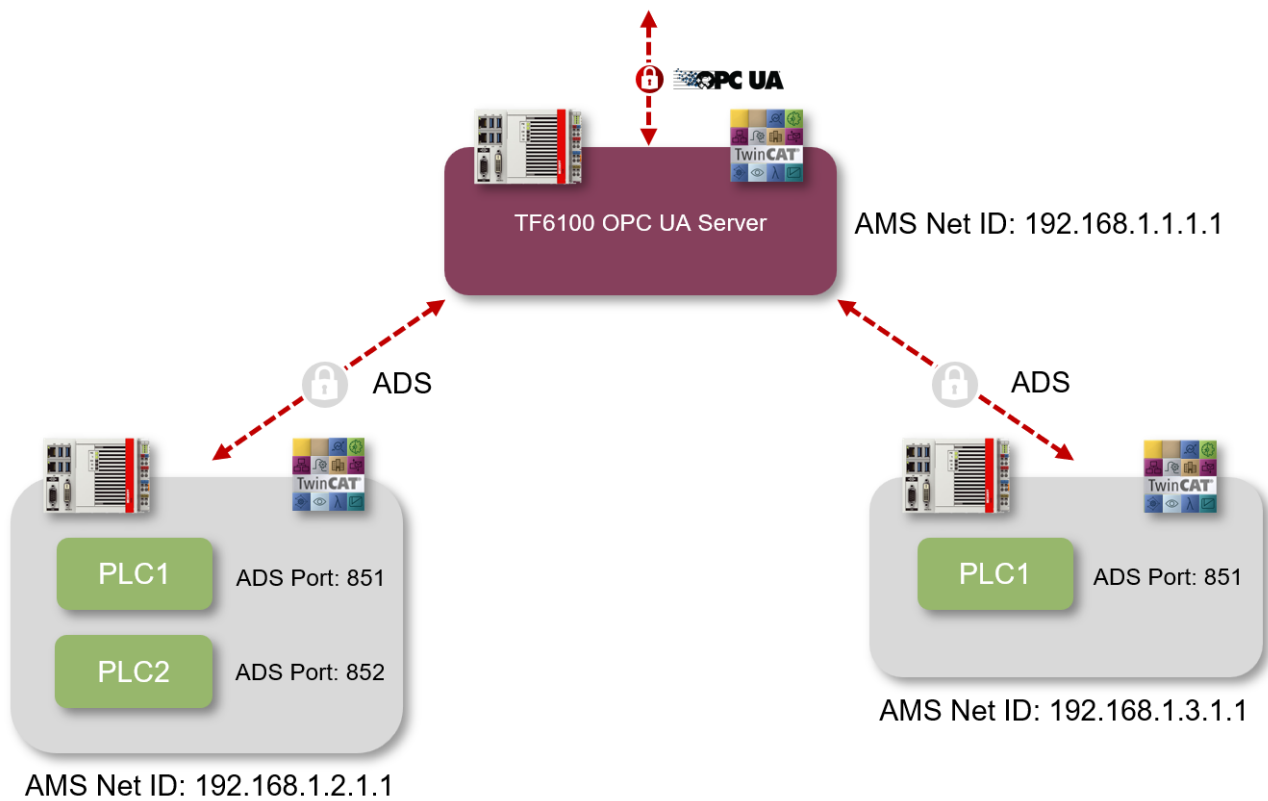 OPC UA
TwinCAT®
TF6100 OPC UA Server
AMS Net ID: 192.168.1.1.1.1
ADS
ADS
TwinCAT®
TwinCAT®
PLC1
ADS Port: 851
PLC1
ADS Port: 851
PLC2
ADS Port: 852
AMS Net ID: 192.168.1.3.1.1
AMS Net ID: 192.168.1.2.1.1